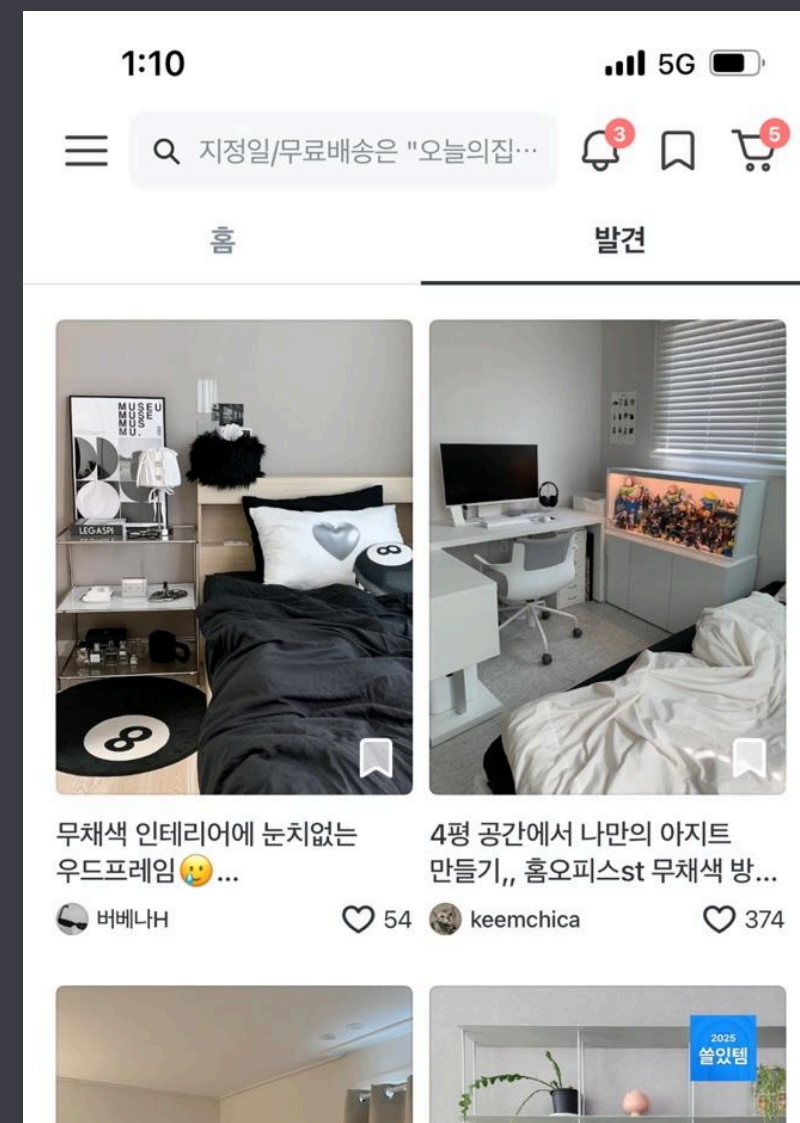 1:10
5G
지정일/무료배송은 "오늘의집…
3
5
홈
발견
MUSEU
MUSE
MUS
MU.
LEGASPI
8
8
무채색 인테리어에 눈치없는
우드프레임🥲...
버베나H
54
4평 공간에서 나만의 아지트
만들기,, 홈오피스st 무채색 방...
keemchica
374
2025
쓸있템